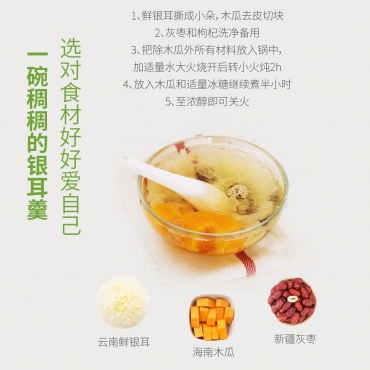 1、鲜银耳撕成小朵,木瓜去皮切块
2、灰枣和枸杞洗净备用
3、把除木瓜外所有材料放入锅中,
加适量水大火烧开后转小火炖2h
4、放入木瓜和适量冰糖继续煮半小时
5、至浓醇即可关火
选对食材好好爱自己
一碗稠稠的银耳羹
云南鲜银耳
海南木瓜
新疆灰枣